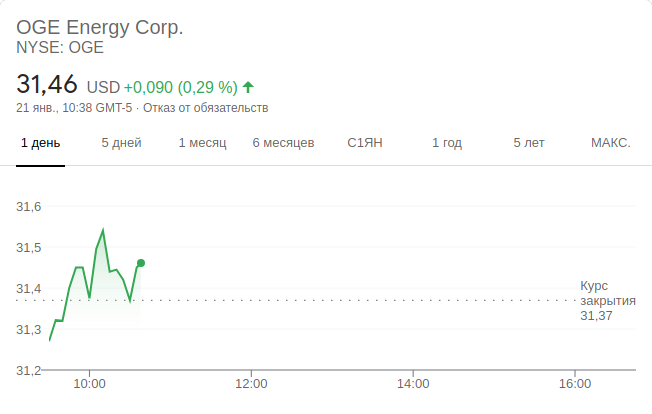 OGE Energy Corp.
NYSE: OGE
31,46 USD +0,090 (0,29 %)
21 янв., 10:38 GMT-5 · Отказ от обязательств
1 день 5 дней 1 месяц 6 месяцев С1ЯН 1 год 5 лет МАКС.
31,6
31,5
31,4
31,3
31,2
Курс
закрытия
31,37
10:00 12:00 14:00 16:00